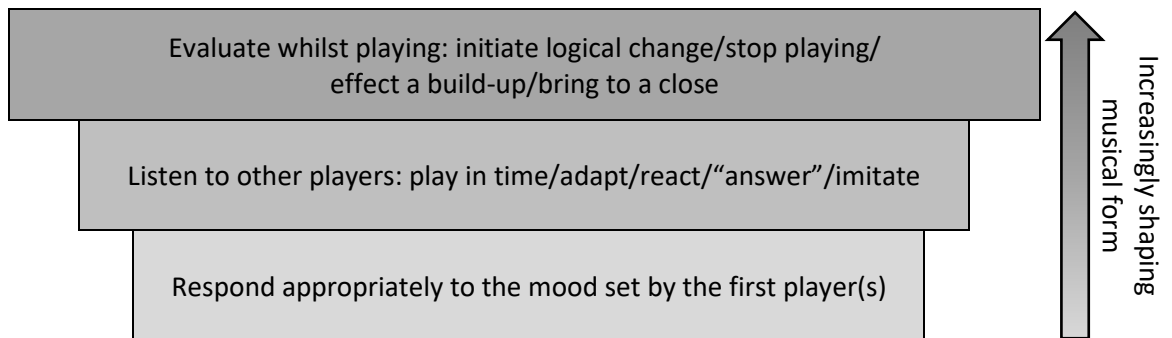 Evaluate whilst playing: initiate logical change/stop playing/
effect a build-up/bring to a close
Listen to other players: play in time/adapt/react/“answer”/imitate
Respond appropriately to the mood set by the first player(s)
Increasingly shaping
musical form